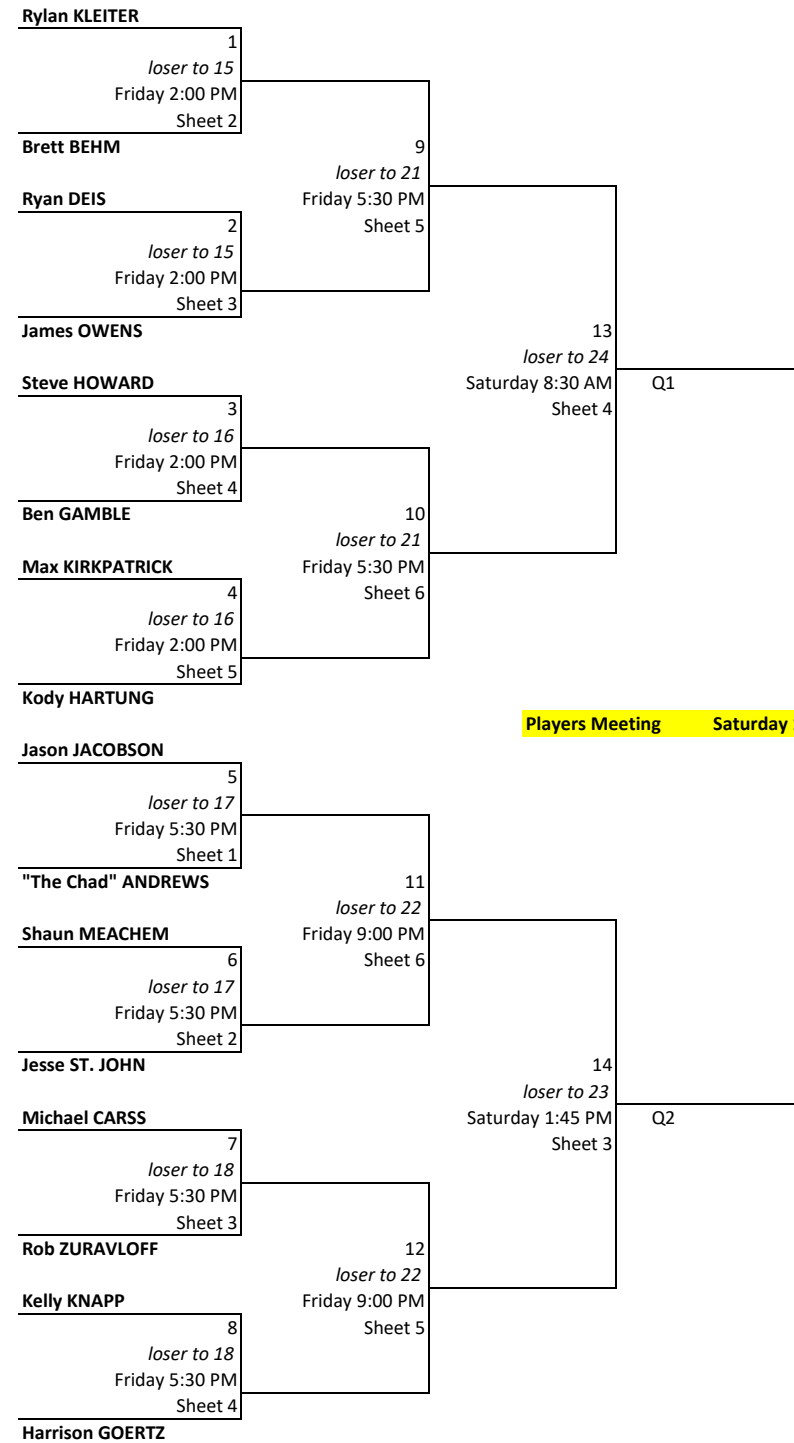 Rylan KLEITER
1
loser to 15
Friday 2:00 PM
Sheet 2
Brett BEHM
9
loser to 21
Ryan DEIS
Friday 5:30 PM
2
Sheet 5
loser to 15
Friday 2:00 PM
Sheet 3
James OWENS
13
loser to 24
Steve HOWARD
Saturday 8:30 AM
Q1
3
Sheet 4
loser to 16
Friday 2:00 PM
Sheet 4
Ben GAMBLE
10
loser to 21
Max KIRKPATRICK
Friday 5:30 PM
4
Sheet 6
loser to 16
Friday 2:00 PM
Sheet 5
Kody HARTUNG
Players Meeting Saturday
Jason JACOBSON
5
loser to 17
Friday 5:30 PM
Sheet 1
"The Chad" ANDREWS
11
loser to 22
Shaun MEACHEM
Friday 9:00 PM
6
Sheet 6
loser to 17
Friday 5:30 PM
Sheet 2
Jesse ST. JOHN
14
loser to 23
Michael CARSS
Saturday 1:45 PM
Q2
7
Sheet 3
loser to 18
Friday 5:30 PM
Sheet 3
Rob ZURAVLOFF
12
loser to 22
Kelly KNAPP
Friday 9:00 PM
8
Sheet 5
loser to 18
Friday 5:30 PM
Sheet 4
Harrison GOERTZ